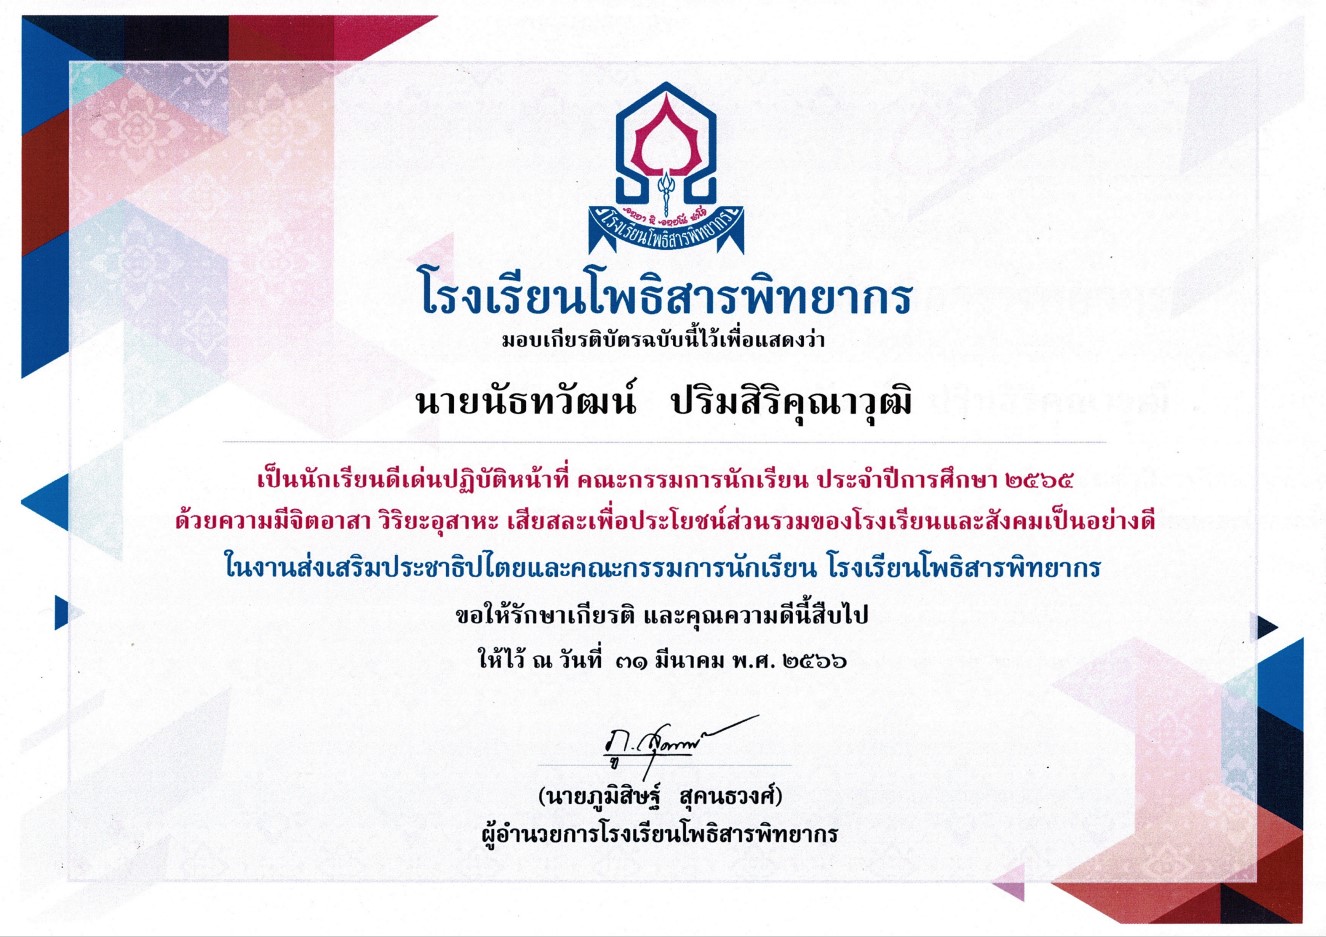 โรงเรียนโพธิสารพิทยากร
โรงเรียนโพธิสารพิทยากร
มอบเกียรติบัตรฉบับนี้ไว้เพื่อแสดงว่า
นายนัธทวัฒน์ ปริมสิริคุณาวุฒิ
เป็นนักเรียนดีเด่นปฏิบัติหน้าที่ คณะกรรมการนักเรียน ประจำปีการศึกษา ๒๕๖๕
ด้วยความมีจิตอาสา วิริยะอุสาหะ เสียสละเพื่อประโยชน์ส่วนรวมของโรงเรียนและสังคมเป็นอย่างดี
ในงานส่งเสริมประชาธิปไตยและคณะกรรมการนักเรียน โรงเรียนโพธิสารพิทยากร
ขอให้รักษาเกียรติ และคุณความดีนี้สืบไป
ให้ไว้ ณ วันที่ ๓๑ มีนาคม พ.ศ. ๒๕๖๖
(นายภูมิสิษฐ์ สุคนธวงศ์)
ผู้อำนวยการโรงเรียนโพธิสารพิทยากร